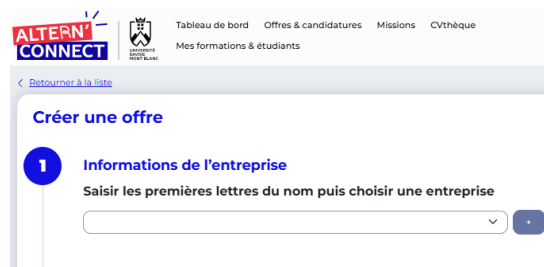 ALTERN'
CONNECT
UNIVERSITÉ
SAVOIE
MONT BLANC
Tableau de bord Offres & candidatures Missions CVthèque
Mes formations & étudiants
Retourner à la liste
Créer une offre
1
Informations de l'entreprise
Saisir les premières lettres du nom puis choisir une entreprise
+